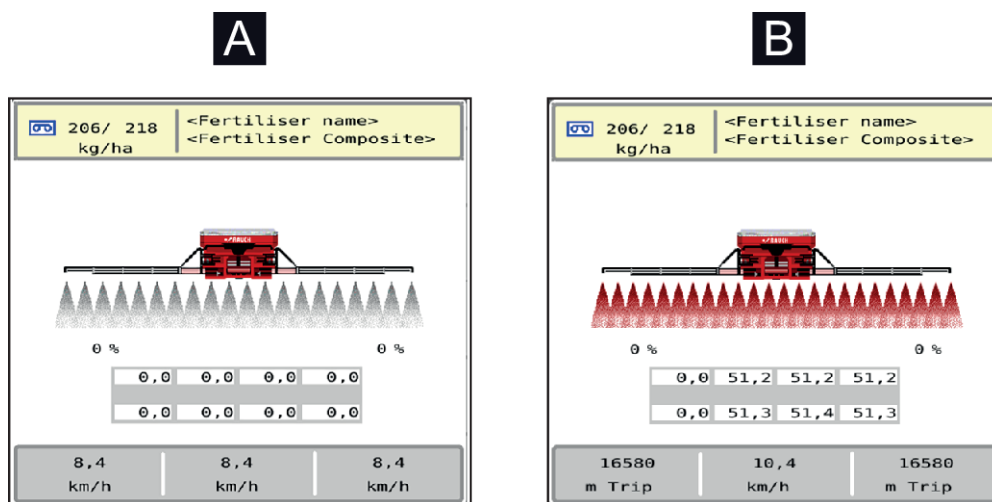 A
206/ 218
kg/ha
<Fertiliser name>
<Fertiliser Composite>
RAUCH
0 %
0 %
0,0 0,0 0,0 0,0
0,0 0,0 0,0 0,0
8,4
km/h
8,4
km/h
8,4
km/h
B
206/ 218
kg/ha
<Fertiliser name>
<Fertiliser Composite>
RAUCH
0 %
0 %
0,0 51,2 51,2 51,2
0,0 51,3 51,4 51,3
16580
m Trip
10,4
km/h
16580
m Trip